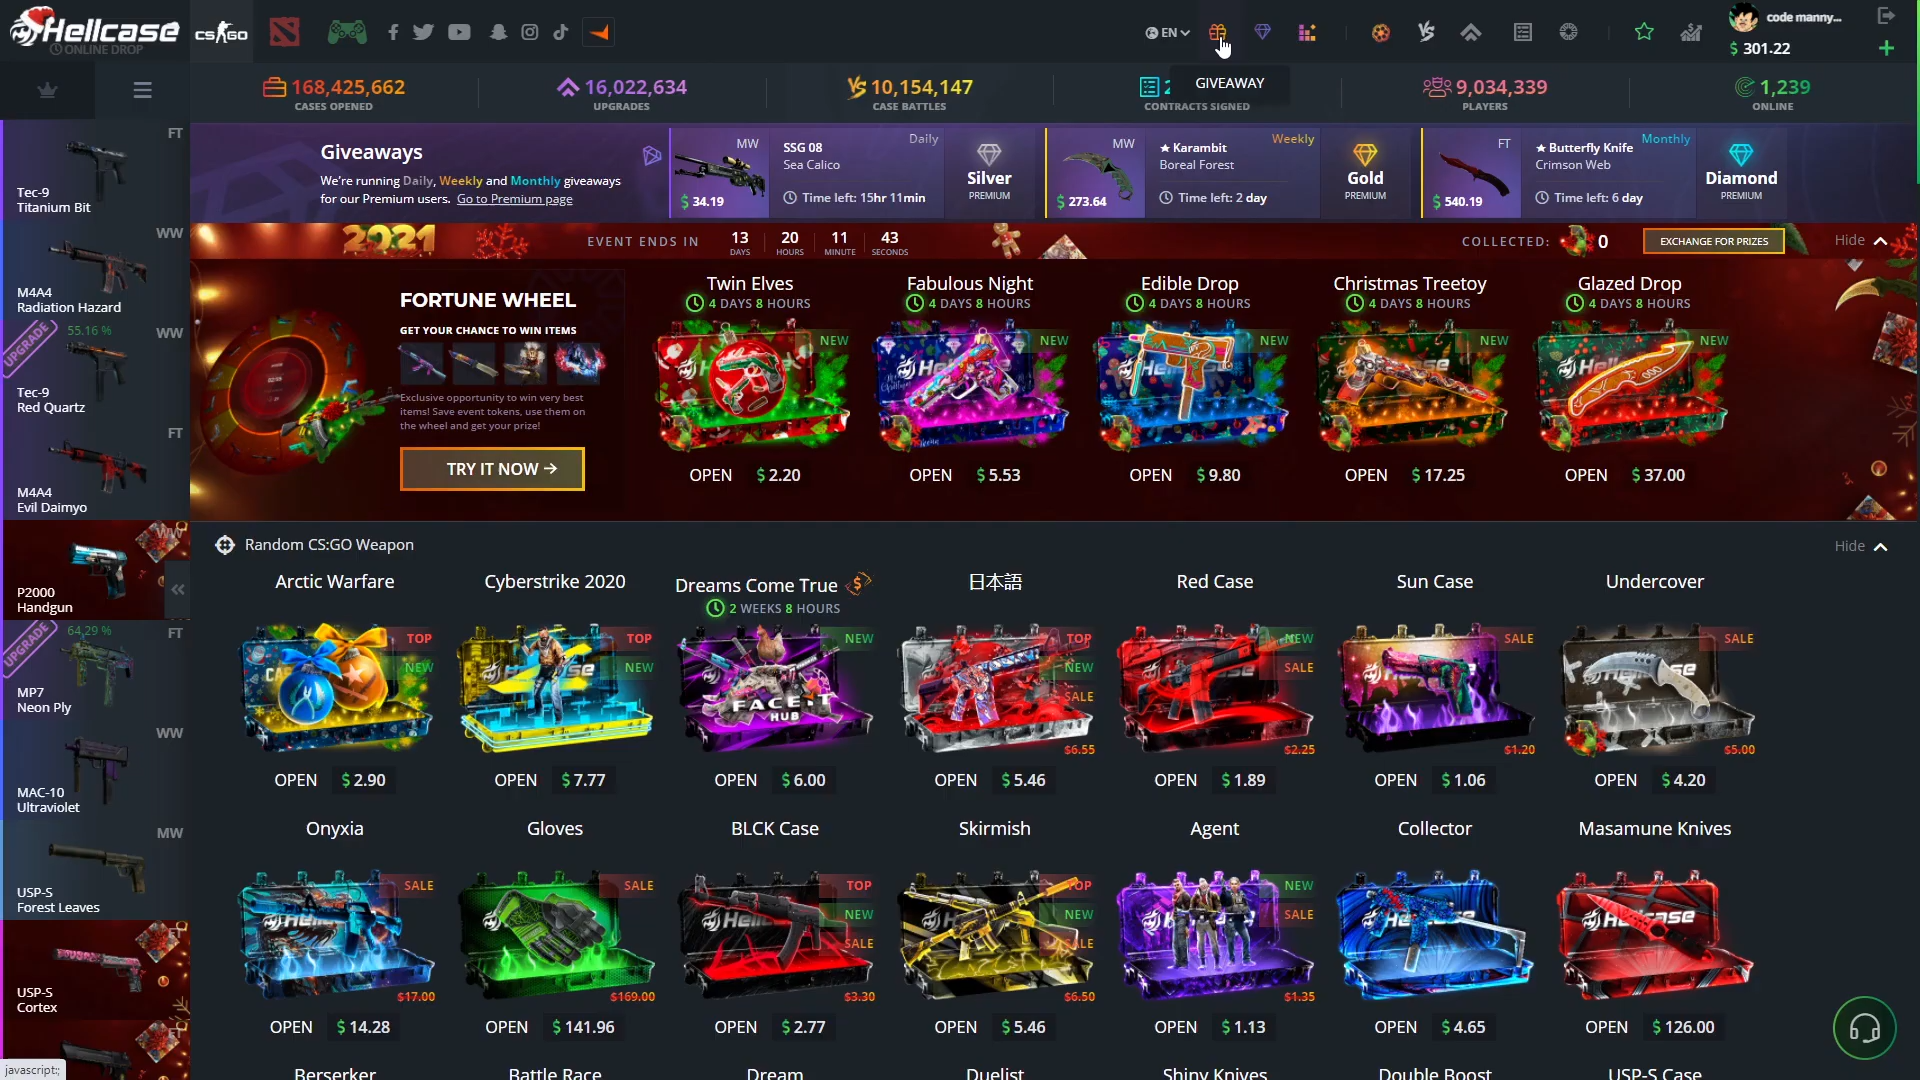 Hellcase
ONLINE DROP
CS:GO
EN
GIVEAWAY
code manny...
$ 301.22
168,425,662
CASES OPENED
16,022,634
UPGRADES
10,154,147
CASE BATTLES
2
CONTRACTS SIGNED
9,034,339
PLAYERS
1,239
ONLINE
FT
Tec-9
Titanium Bit
WW
M4A4
Radiation Hazard
UPGRADE
55.16 %
WW
Tec-9
Red Quartz
FT
M4A4
Evil Daimyo
WW
P2000
Handgun
UPGRADE
64.29 %
FT
MP7
Neon Ply
WW
MAC-10
Ultraviolet
MW
USP-S
Forest Leaves
FT
USP-S
Cortex
FT
javascript:;
Giveaways
We're running Daily, Weekly and Monthly giveaways
for our Premium users. Go to Premium page
MW
$ 34.19
SSG 08
Daily
Sea Calico
Time left: 15hr 11min
Silver
PREMIUM
MW
$ 273.64
★ Karambit
Weekly
Boreal Forest
Time left: 2 day
Gold
PREMIUM
FT
$ 540.19
★ Butterfly Knife
Monthly
Crimson Web
Time left: 6 day
Diamond
PREMIUM
2021
EVENT ENDS IN
13 20 11 43
DAYS HOURS MINUTE SECONDS
COLLECTED: 0
EXCHANGE FOR PRIZES
Hide
FORTUNE WHEEL
GET YOUR CHANCE TO WIN ITEMS
Exclusive opportunity to win very best
items! Save event tokens, use them on
the wheel and get your prize!
TRY IT NOW →
Twin Elves
4 DAYS 8 HOURS
NEW
OPEN $ 2.20
Fabulous Night
4 DAYS 8 HOURS
NEW
OPEN $ 5.53
Edible Drop
4 DAYS 8 HOURS
NEW
OPEN $ 9.80
Christmas Treetoy
4 DAYS 8 HOURS
NEW
OPEN $ 17.25
Glazed Drop
4 DAYS 8 HOURS
NEW
OPEN $ 37.00
Random CS:GO Weapon
Hide
Arctic Warfare
TOP
NEW
OPEN $ 2.90
Cyberstrike 2020
TOP
NEW
OPEN $ 7.77
Dreams Come True
2 WEEKS 8 HOURS
NEW
FACEIT
HUB
OPEN $ 6.00
日本語
TOP
NEW
SALE
$6.55
OPEN $ 5.46
Red Case
NEW
SALE
$2.25
OPEN $ 1.89
Sun Case
SALE
$1.20
OPEN $ 1.06
Undercover
SALE
$5.00
OPEN $ 4.20
Onyxia
SALE
$17.00
OPEN $ 14.28
Gloves
SALE
$169.00
OPEN $ 141.96
BLCK Case
TOP
NEW
SALE
$3.30
OPEN $ 2.77
Skirmish
TOP
NEW
SALE
$6.50
OPEN $ 5.46
Agent
NEW
SALE
$1.35
OPEN $ 1.13
Collector
OPEN $ 4.65
Masamune Knives
OPEN $ 126.00
Berserker
Battle Race
Dream
Duelist
Shiny Knives
Double Boost
USP-S Case